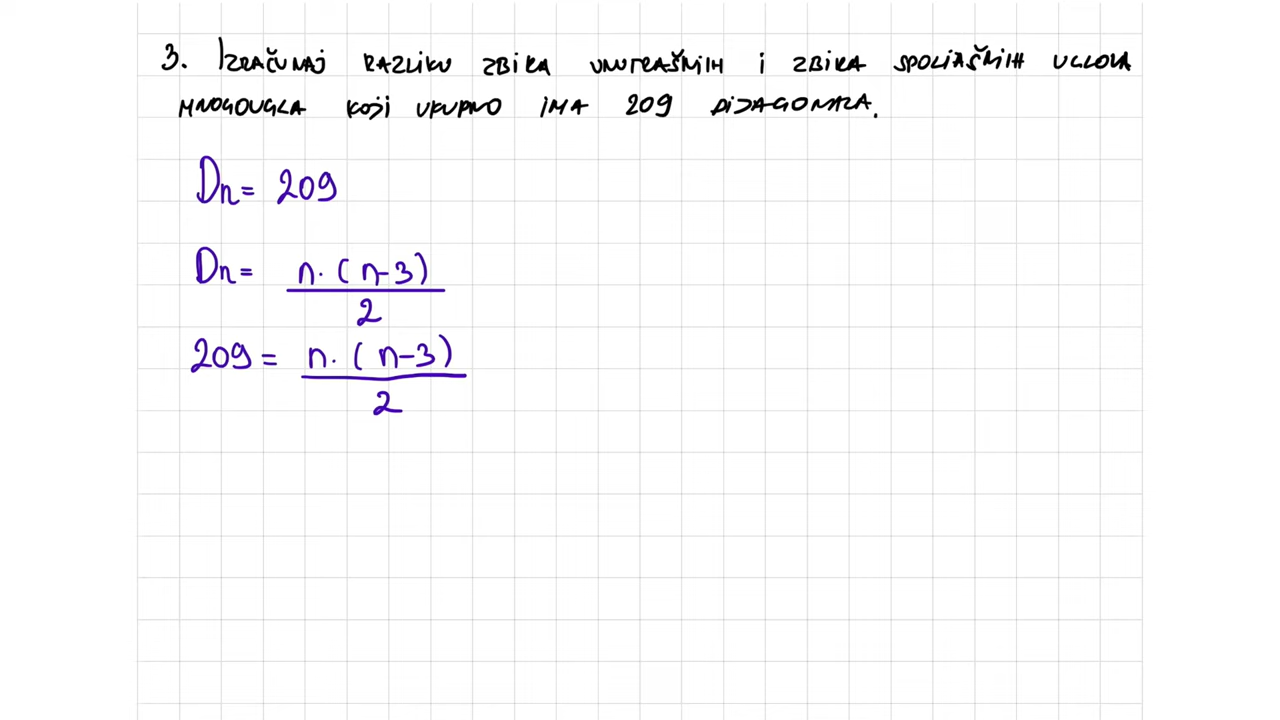 3. IZRAČUNAJ RAZLIKU ZBIRA UNUTRAŠNJIH I ZBIRA SPOLJAŠNJIH UGLOVA
MNOGOUGLA KOJI UKUPNO IMA 209 DIJAGONALA.
Dn = 209
Dn = n·(n-3) / 2
209 = n·(n-3) / 2